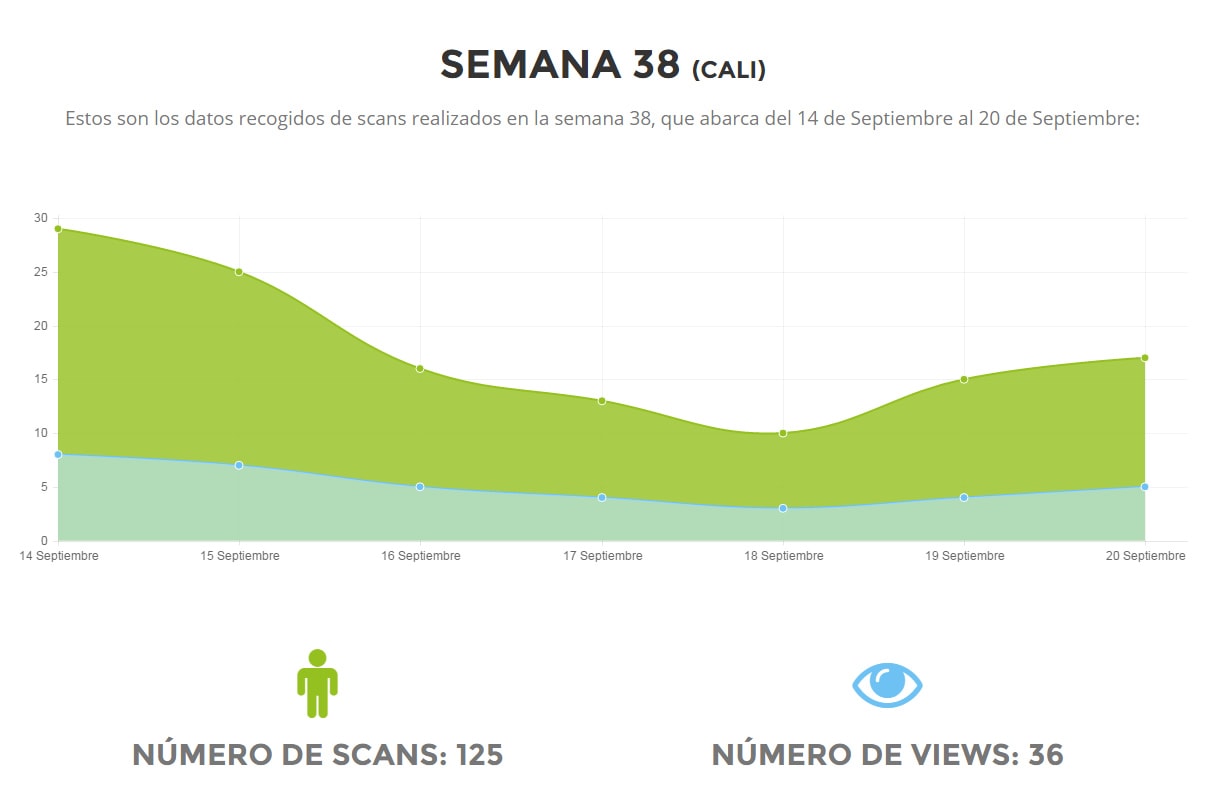 SEMANA 38 (CALI)
Estos son los datos recogidos de scans realizados en la semana 38, que abarca del 14 de Septiembre al 20 de Septiembre:
30
25
20
15
10
5
0
14 Septiembre 15 Septiembre 16 Septiembre 17 Septiembre 18 Septiembre 19 Septiembre 20 Septiembre
NÚMERO DE SCANS: 125 NÚMERO DE VIEWS: 36